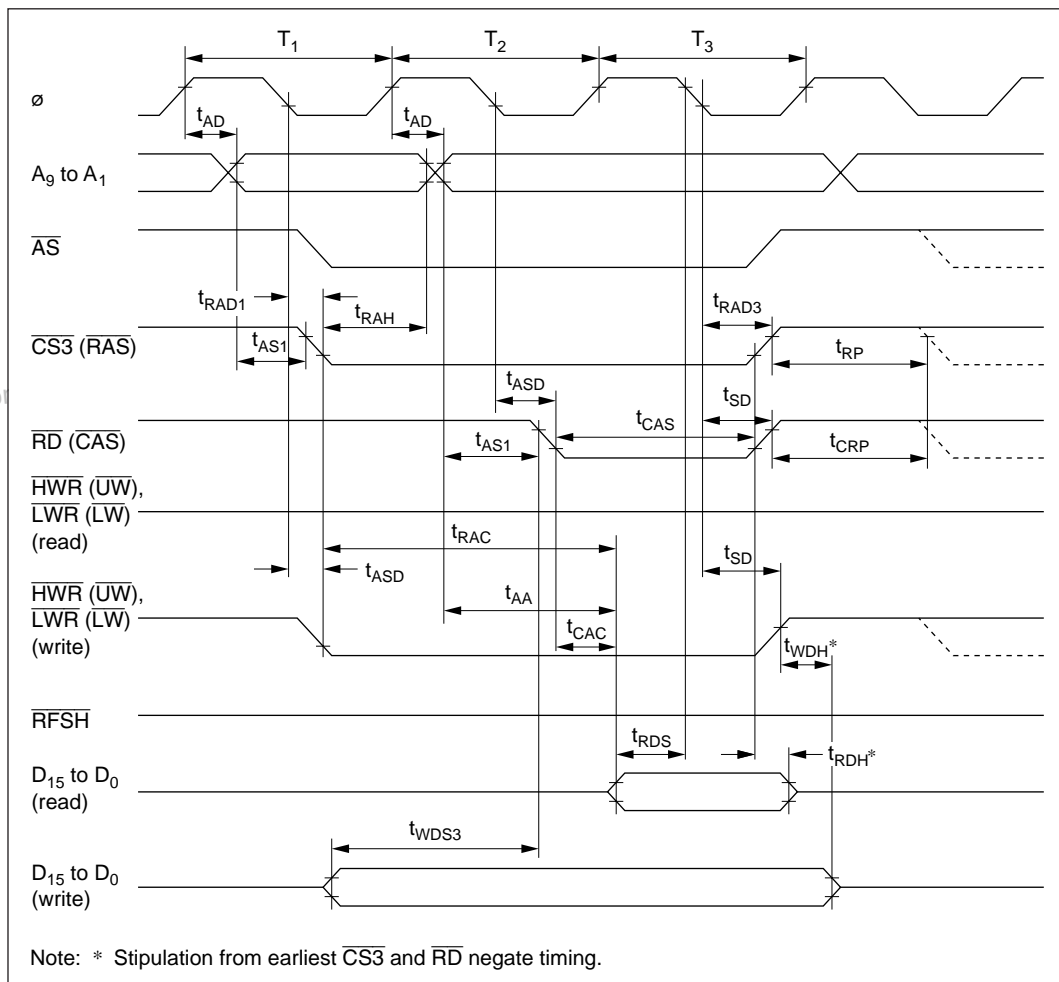 T1 T2 T3
ø
tAD tAD
A9 to A1
AS
tRAD1 tRAH tRAD3
CS3 (RAS)
tAS1 tRP
tASD
tCAS tSD
RD (CAS)
tAS1 tCRP
HWR (UW),
LWR (LW)
(read)
tRAC
tASD tSD
HWR (UW),
LWR (LW)
(write)
tAA
tCAC
tWDH*
RFSH
tRDS tRDH*
D15 to D0
(read)
tWDS3
D15 to D0
(write)
Note: * Stipulation from earliest CS3 and RD negate timing.